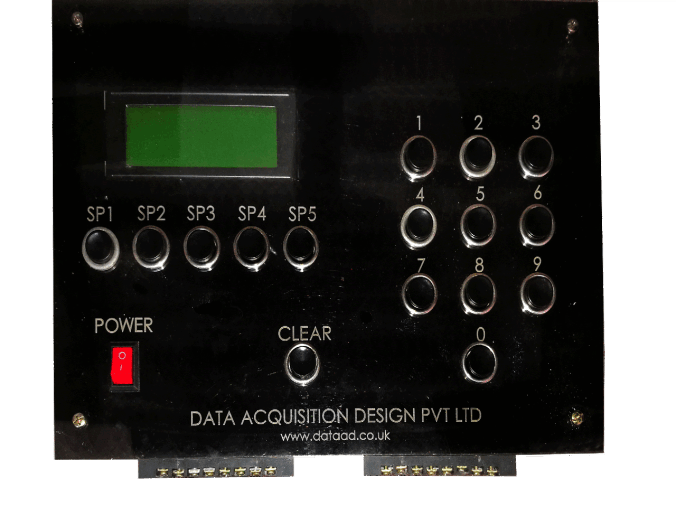 1 2 3
SP1 SP2 SP3 SP4 SP5
4 5 6
7 8 9
POWER
CLEAR
0
DATA ACQUISITION DESIGN PVT LTD
www.dataad.co.uk